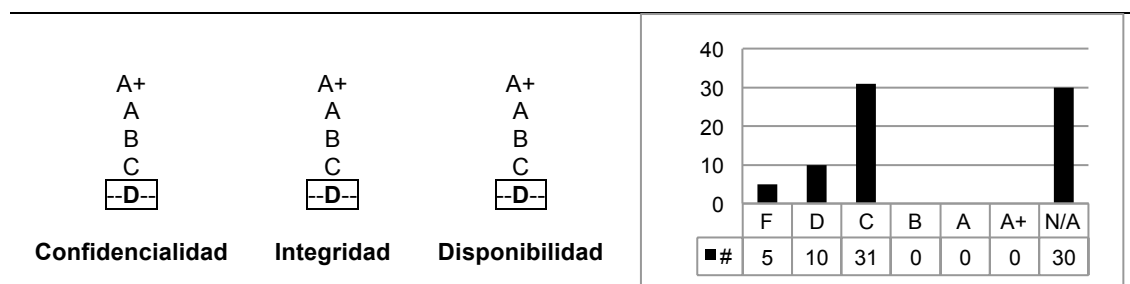 A+ A+ A+
A A A
B B B
C C C
--D-- --D-- --D--
Confidencialidad Integridad Disponibilidad
40
30
20
10
0
F D C B A A+ N/A
# 5 10 31 0 0 0 30